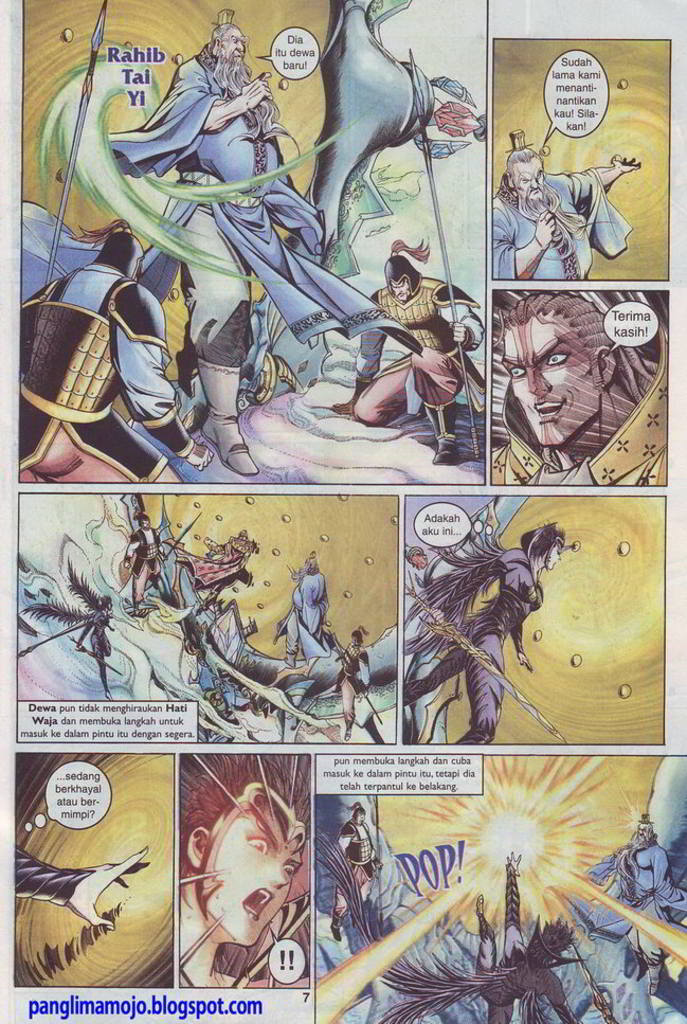 Rahib
Tai
Yi
Dia
itu dewa
baru!
Sudah
lama kami
menanti-
nantikan
kau! Sila-
kan!
Terima
kasih!
Dewa pun tidak menghiraukan Hati
Waja dan membuka langkah untuk
masuk ke dalam pintu itu dengan segera.
Adakah
aku ini...
...sedang
berkhayal
atau ber-
mimpi?
!!
pun membuka langkah dan cuba
masuk ke dalam pintu itu, tetapi dia
telah terpantul ke belakang.
POP!
7
panglimamojo.blogspot.com